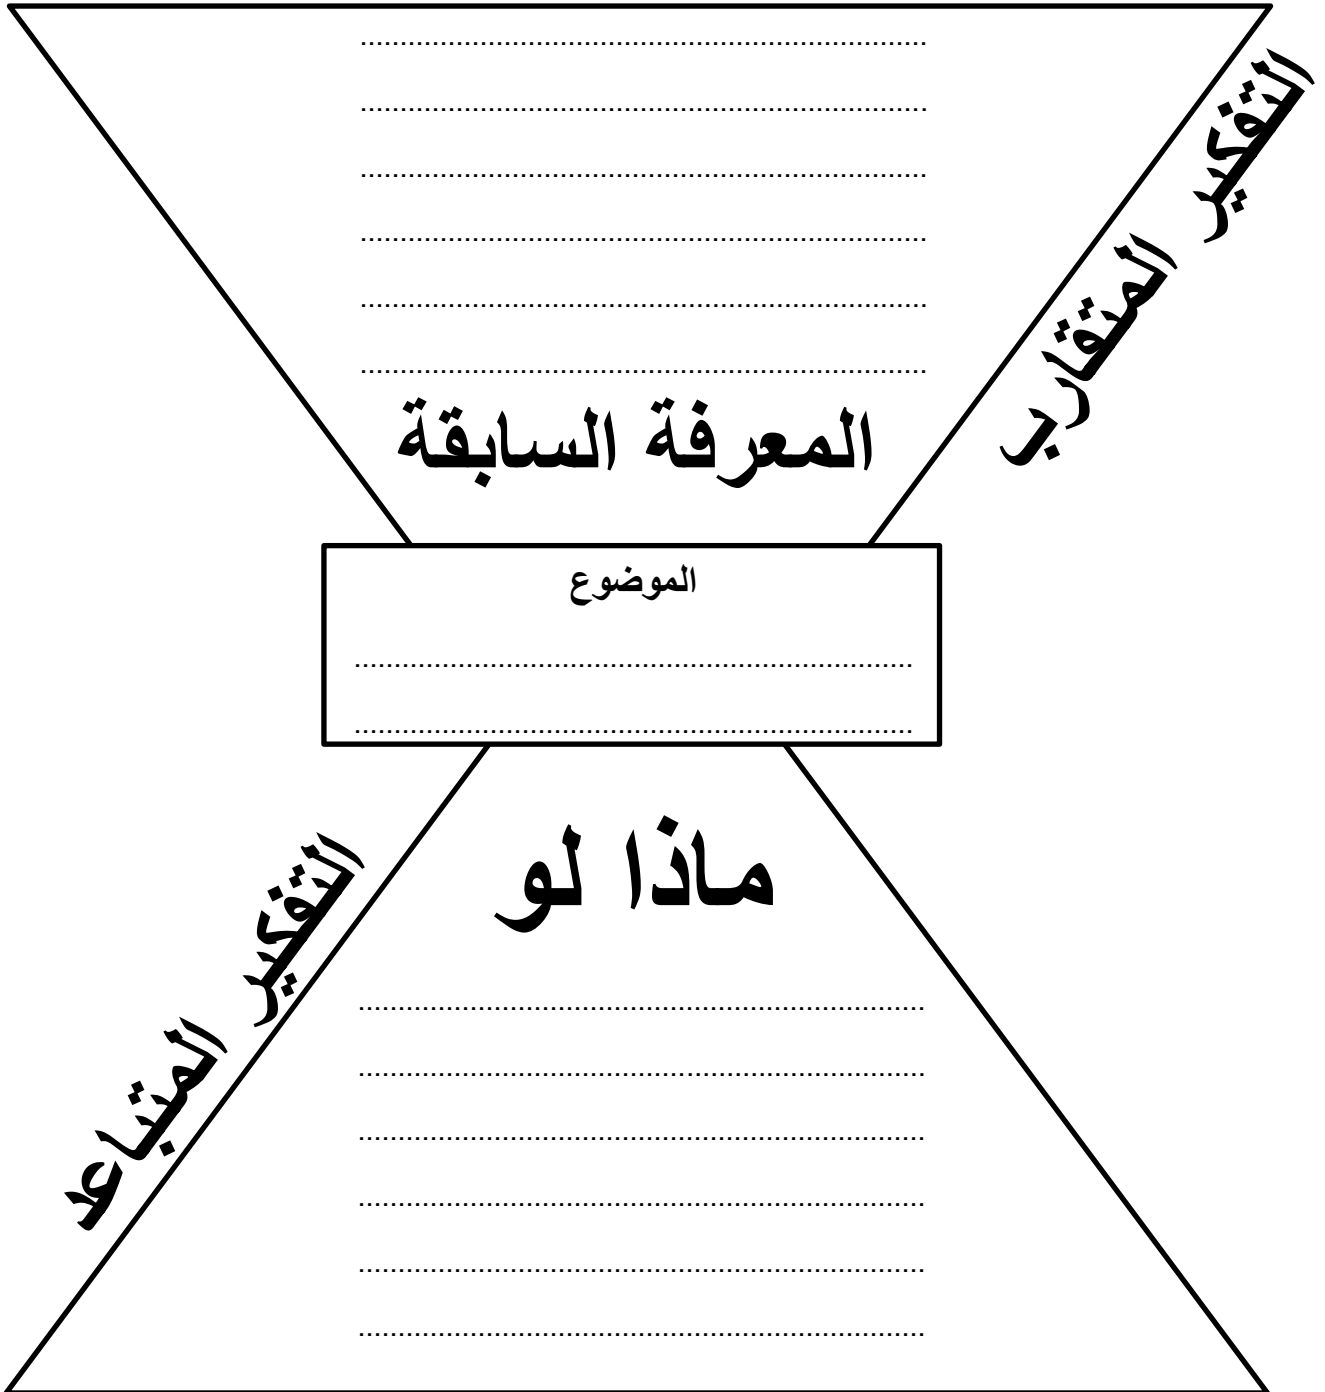 التفكير المتقارب
المعرفة السابقة
الموضوع
ماذا لو
التفكير المتباعد